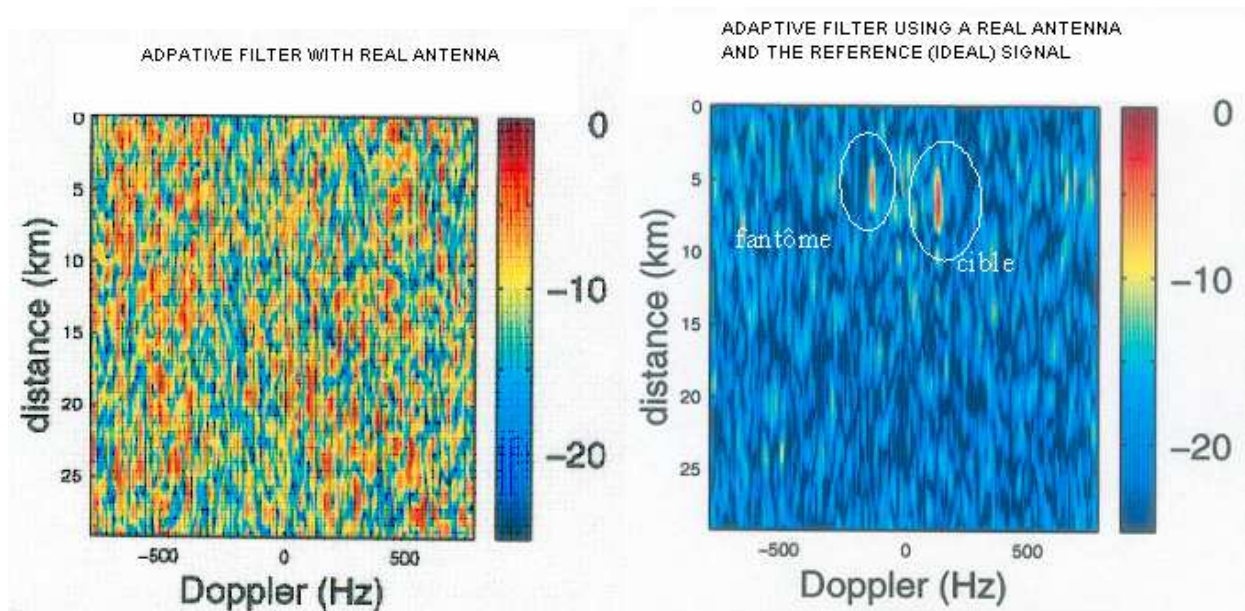 ADPATIVE FILTER WITH REAL ANTENNA
0
5
10
15
20
25
distance (km)
-500
0
500
Doppler (Hz)
0
-10
-20
ADAPTIVE FILTER USING A REAL ANTENNA
AND THE REFERENCE (IDEAL) SIGNAL
0
5
10
15
20
25
distance (km)
fantôme
cible
-500
0
500
Doppler (Hz)
0
-10
-20